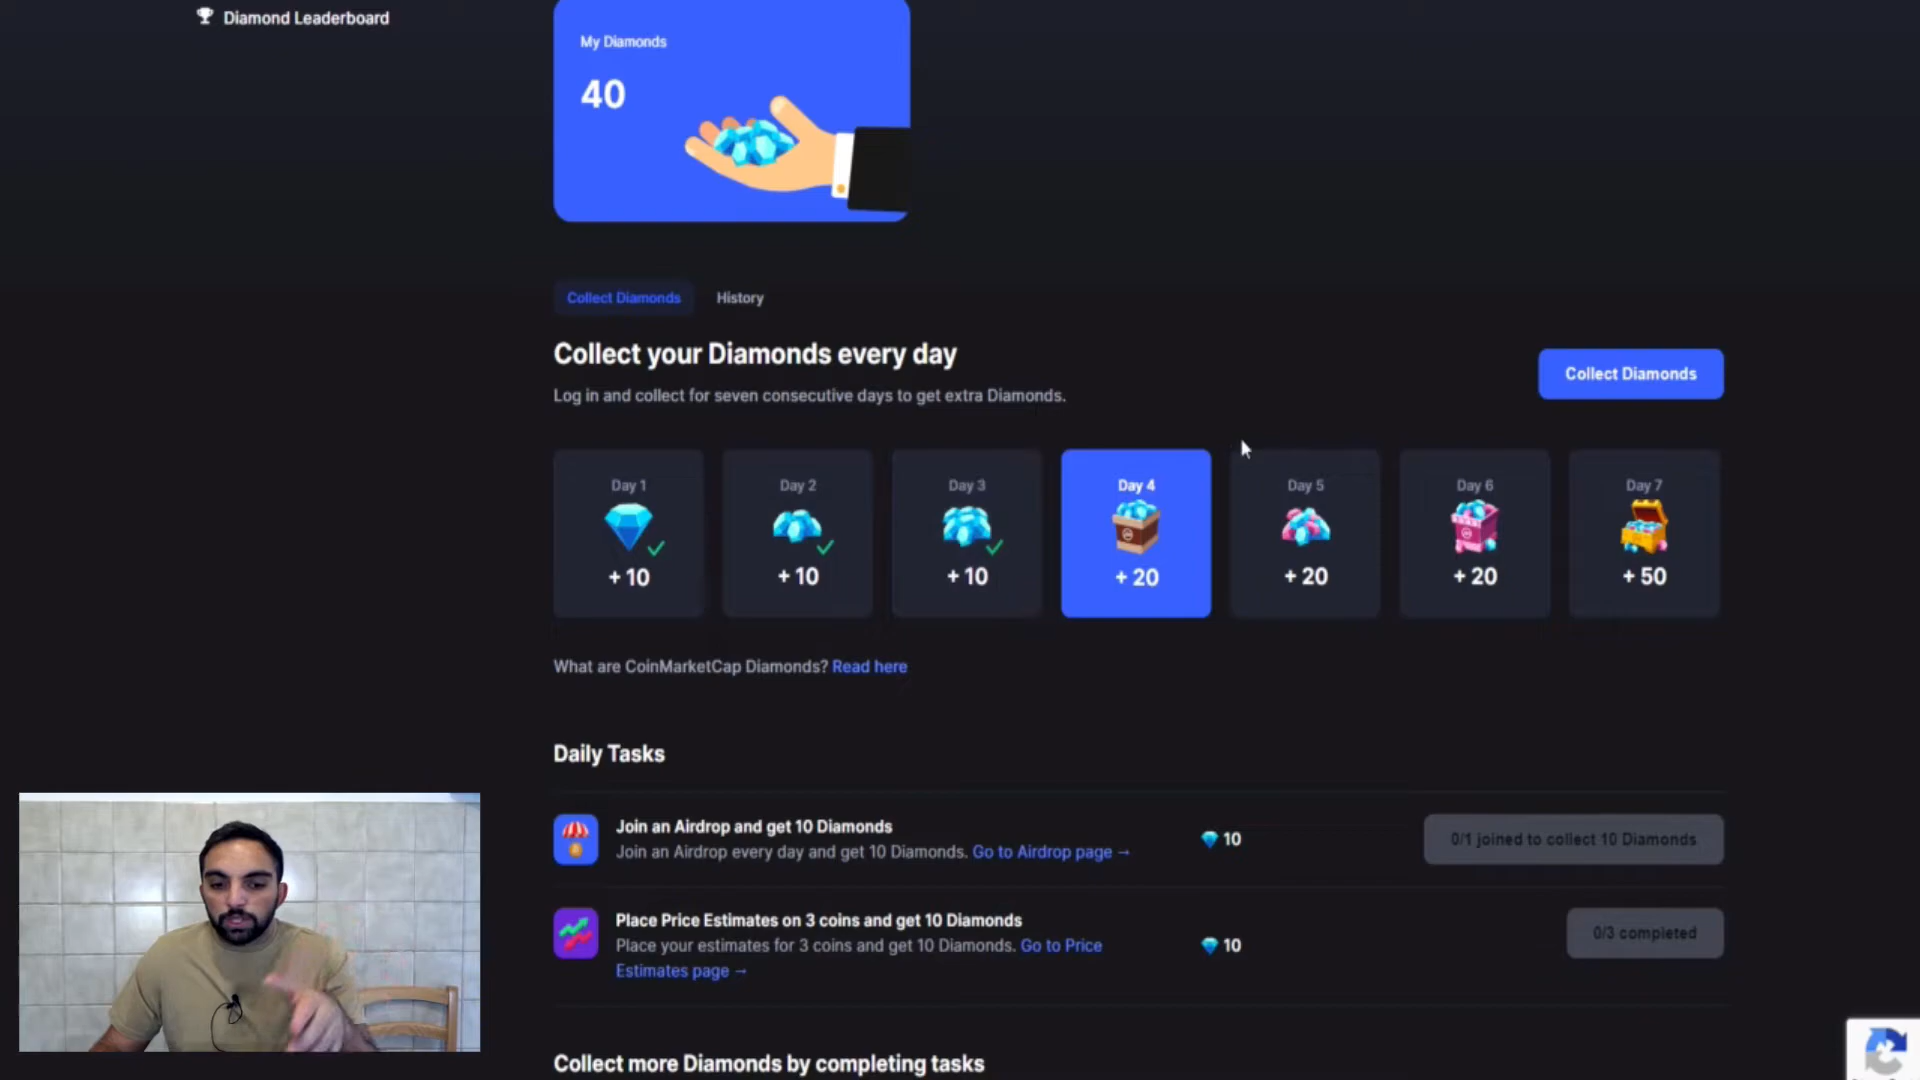 Diamond Leaderboard
My Diamonds
40
Collect Diamonds
History
Collect your Diamonds every day
Log in and collect for seven consecutive days to get extra Diamonds.
Collect Diamonds
Day 1
+ 10
Day 2
+ 10
Day 3
+ 10
Day 4
+ 20
Day 5
+ 20
Day 6
+ 20
Day 7
+ 50
What are CoinMarketCap Diamonds? Read here
Daily Tasks
Join an Airdrop and get 10 Diamonds
Join an Airdrop every day and get 10 Diamonds. Go to Airdrop page →
10
0/1 joined to collect 10 Diamonds
Place Price Estimates on 3 coins and get 10 Diamonds
Place your estimates for 3 coins and get 10 Diamonds. Go to Price
Estimates page →
10
0/3 completed
Collect more Diamonds by completing tasks